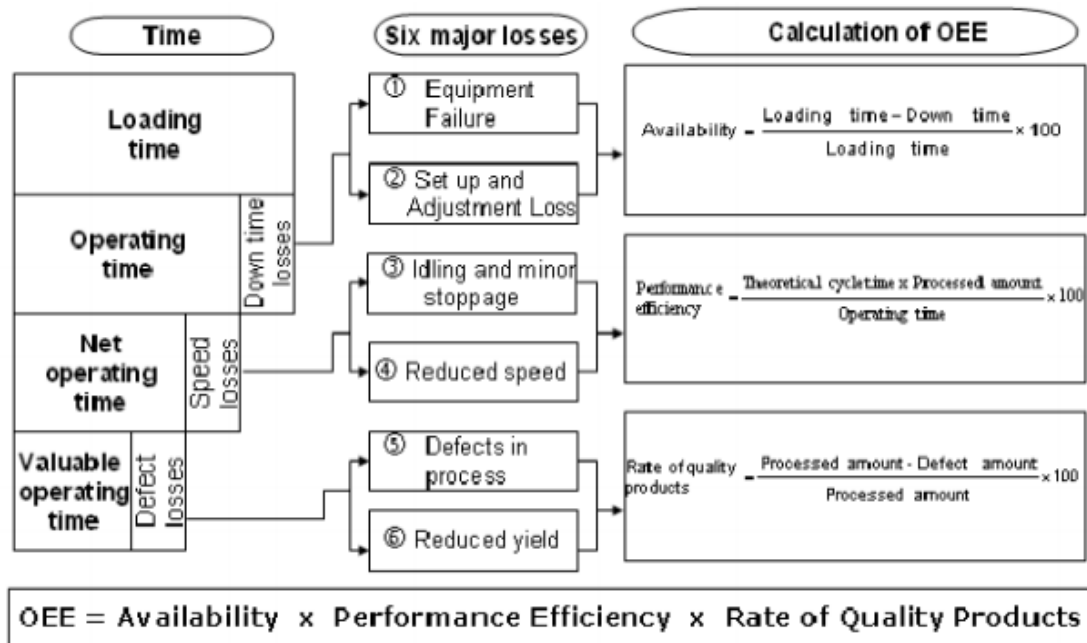 Time
Six major losses
Calculation of OEE
Loading
time
Operating
time
Down time
losses
Net
operating
time
Speed
losses
Valuable
operating
time
Defect
losses
① Equipment
Failure
② Set up and
Adjustment Loss
③ Idling and minor
stoppage
④ Reduced speed
⑤ Defects in
process
⑥ Reduced yield
Availability = Loading time - Down time / Loading time × 100
Performance efficiency = Theoretical cycle time x Processed amount / Operating time × 100
Rate of quality products = Processed amount - Defect amount / Processed amount × 100
OEE = Availability x Performance Efficiency x Rate of Quality Products